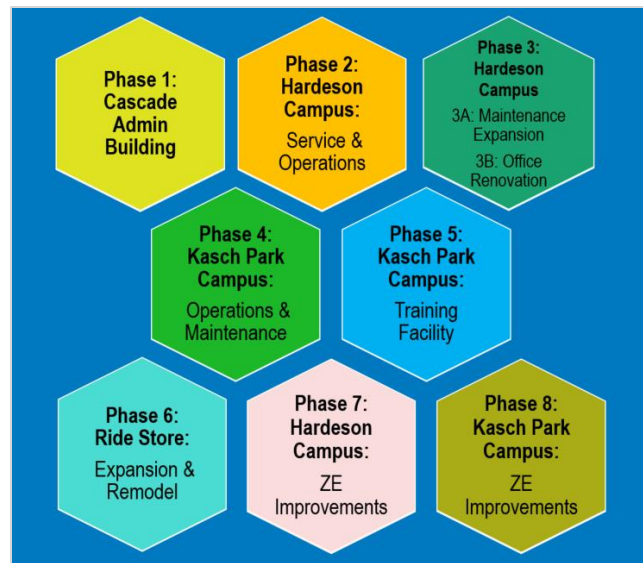 Phase 1:
Cascade
Admin
Building
Phase 2:
Hardeson
Campus:
Service &
Operations
Phase 3:
Hardeson
Campus
3A: Maintenance
Expansion
3B: Office
Renovation
Phase 4:
Kasch Park
Campus:
Operations &
Maintenance
Phase 5:
Kasch Park
Campus:
Training
Facility
Phase 6:
Ride Store:
Expansion &
Remodel
Phase 7:
Hardeson
Campus:
ZE
Improvements
Phase 8:
Kasch Park
Campus:
ZE
Improvements